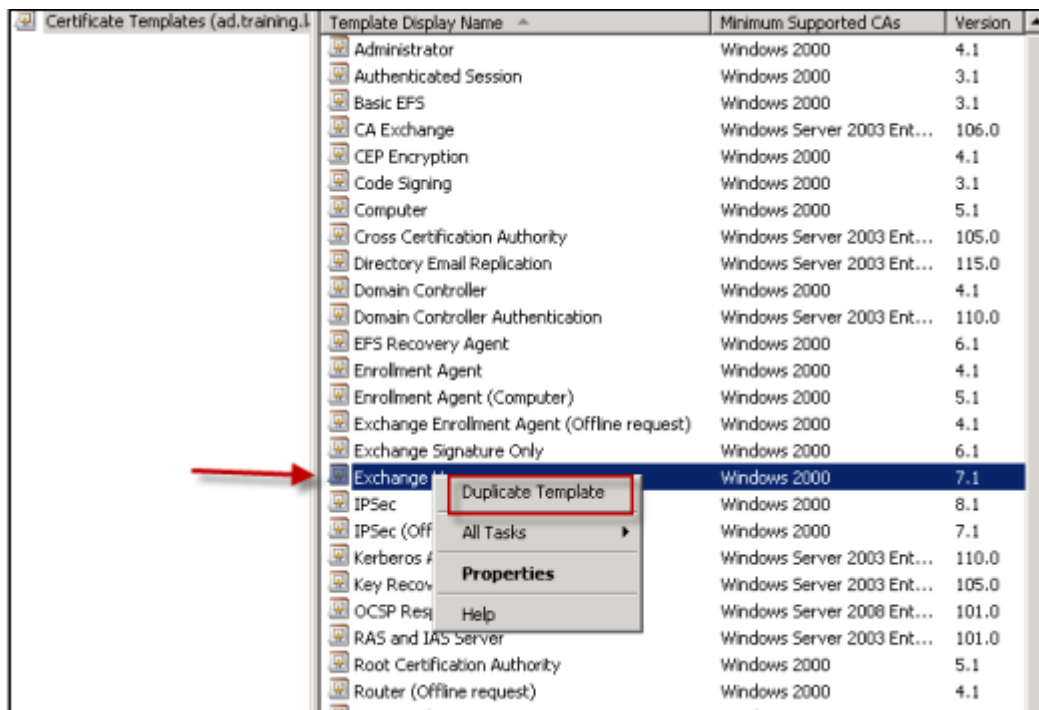 Certificate Templates (ad.training.l
Template Display Name Minimum Supported CAs Version
Administrator Windows 2000 4.1
Authenticated Session Windows 2000 3.1
Basic EFS Windows 2000 3.1
CA Exchange Windows Server 2003 Ent... 106.0
CEP Encryption Windows 2000 4.1
Code Signing Windows 2000 3.1
Computer Windows 2000 5.1
Cross Certification Authority Windows Server 2003 Ent... 105.0
Directory Email Replication Windows Server 2003 Ent... 115.0
Domain Controller Windows 2000 4.1
Domain Controller Authentication Windows Server 2003 Ent... 110.0
EFS Recovery Agent Windows 2000 6.1
Enrollment Agent Windows 2000 4.1
Enrollment Agent (Computer) Windows 2000 5.1
Exchange Enrollment Agent (Offline request) Windows 2000 4.1
Exchange Signature Only Windows 2000 6.1
Exchange Windows 2000 7.1
Duplicate Template
IPSec Windows 2000 8.1
IPSec (Off Windows 2000 7.1
All Tasks
Kerberos Windows Server 2003 Ent... 110.0
Properties
Key Recov Windows Server 2003 Ent... 105.0
OCSP Res Windows Server 2008 Ent... 101.0
Help
RAS and IAS Server Windows Server 2003 Ent... 101.0
Root Certification Authority Windows 2000 5.1
Router (Offline request) Windows 2000 4.1